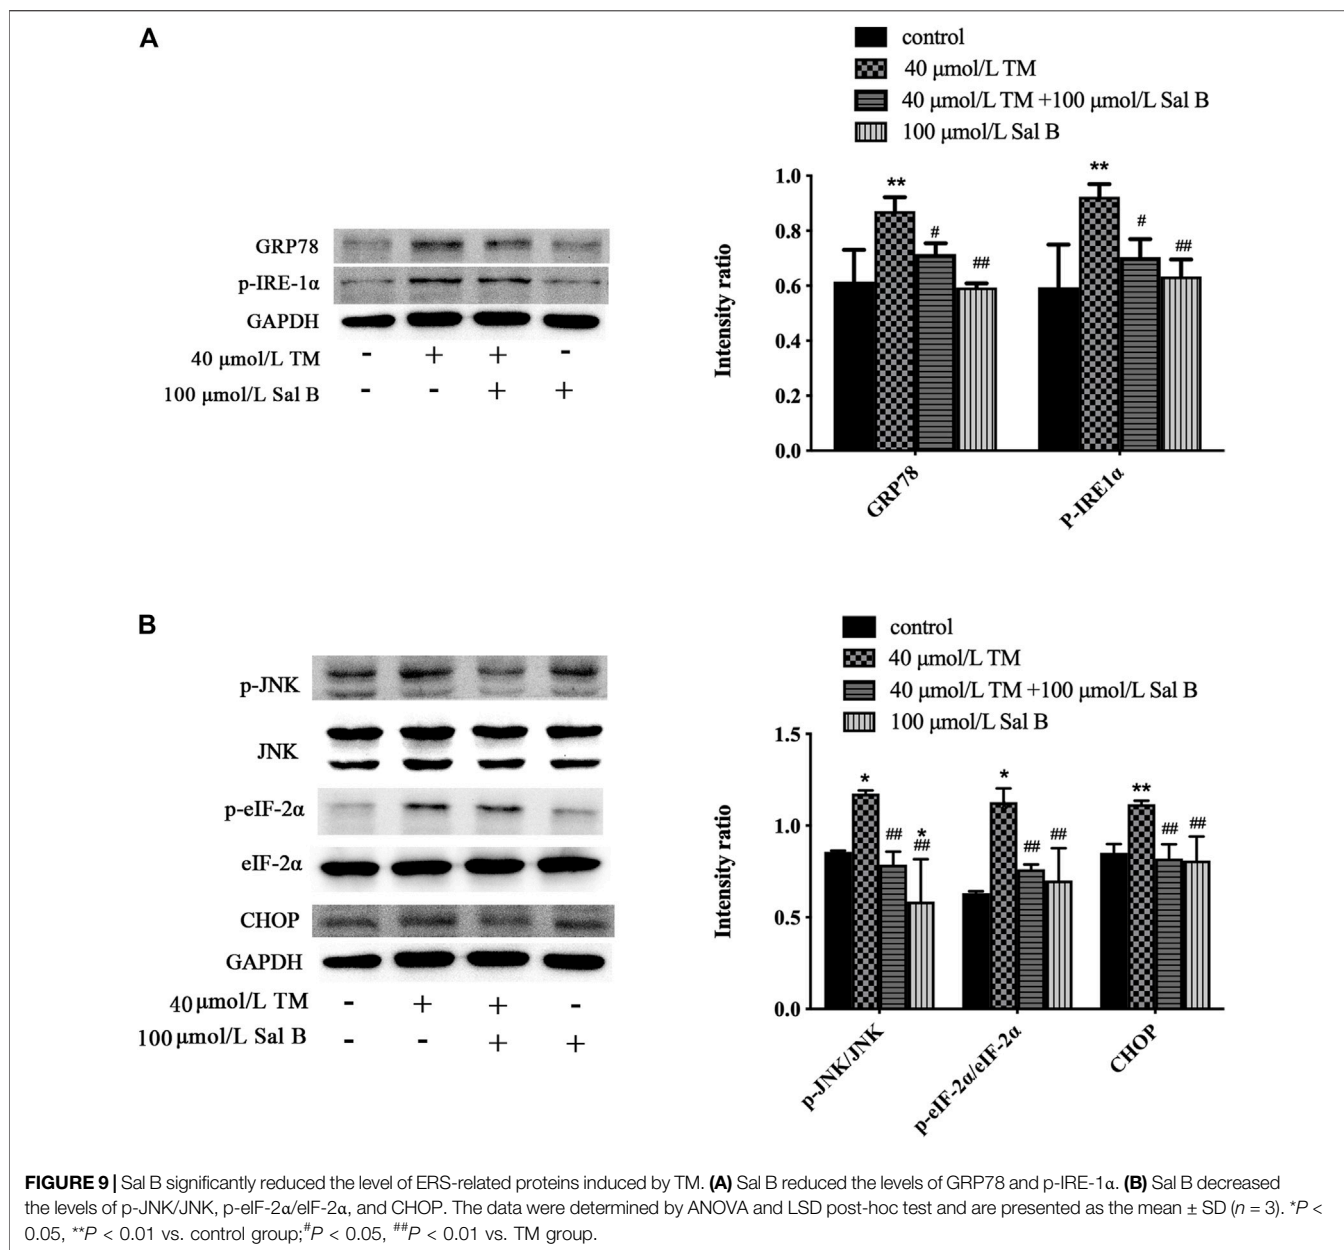 A
control
40 μmol/L TM
40 μmol/L TM +100 μmol/L Sal B
100 μmol/L Sal B
GRP78
p-IRE-1α
GAPDH
40 μmol/L TM - + + -
100 μmol/L Sal B - - + +
Intensity ratio
1.0
0.8
0.6
0.4
0.2
0.0
** # ##
** # ##
GRP78
P-IRE1α
B
control
40 μmol/L TM
40 μmol/L TM +100 μmol/L Sal B
100 μmol/L Sal B
p-JNK
JNK
p-eIF-2α
eIF-2α
CHOP
GAPDH
40 μmol/L TM - + + -
100 μmol/L Sal B - - + +
Intensity ratio
1.5
1.0
0.5
0.0
* ## * ##
* ## ##
** ## ##
p-JNK/JNK
p-eIF-2α/eIF-2α
CHOP
FIGURE 9 | Sal B significantly reduced the level of ERS-related proteins induced by TM. (A) Sal B reduced the levels of GRP78 and p-IRE-1α. (B) Sal B decreased
the levels of p-JNK/JNK, p-eIF-2α/eIF-2α, and CHOP. The data were determined by ANOVA and LSD post-hoc test and are presented as the mean ± SD (n = 3). *P <
0.05, **P < 0.01 vs. control group;#P < 0.05, ##P < 0.01 vs. TM group.